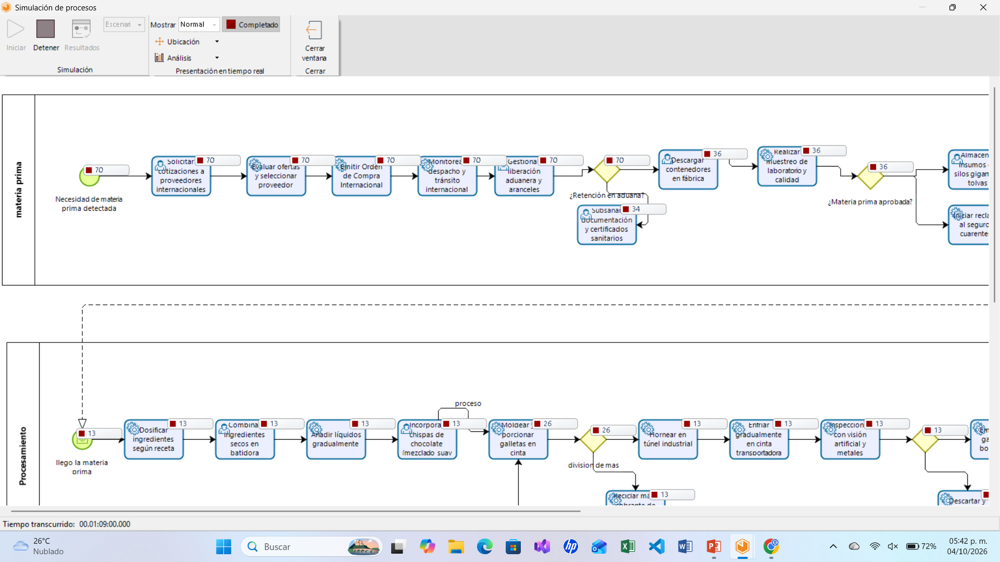 Simulación de procesos
Iniciar
Detener
Resultados
Escenari
Simulación
Mostrar
Normal
Completado
Ubicación
Análisis
Presentación en tiempo real
Cerrar
ventana
Cerrar
materia prima
70
Necesidad de materia
prima detectada
70
Solicitar
cotizaciones a
proveedores
internacionales
70
Evaluar ofertas
y seleccionar
proveedor
70
Emitir Orden
de Compra
Internacional
70
Monitorea
despacho y
tránsito
internacional
70
Gestiona
liberación
aduanera y
aranceles
70
¿Retención en aduana?
34
Subsana
documentación
y certificados
sanitarios
36
Descargar
contenedores
en fábrica
36
Realizar
muestreo de
laboratorio y
calidad
36
¿Materia prima aprobada?
Almacen
insumos
silos gigan
tolvas
Iniciar recla
al seguro
cuarente
Procesamiento
13
llego la materia
prima
13
Dosificar
ingredientes
según receta
13
Combina
ingredientes
secos en
batidora
13
Añadir líquidos
gradualmente
proceso
13
Incorpora
chispas de
chocolate
(mezclado suav
26
Moldear
porcionar
galletas en
cinta
26
division de mas
13
Reciclar ma
sobrante de
13
Hornear en
túnel industrial
13
Enfriar
gradualmente
en cinta
transportadora
13
Inspeccion
con visión
artificial y
metales
13
Em
ga
bo
Descartar y
Tiempo transcurrido: 00.01:09:00.000
26°C
Nublado
Buscar
72%
05:42 p. m.
04/10/2026